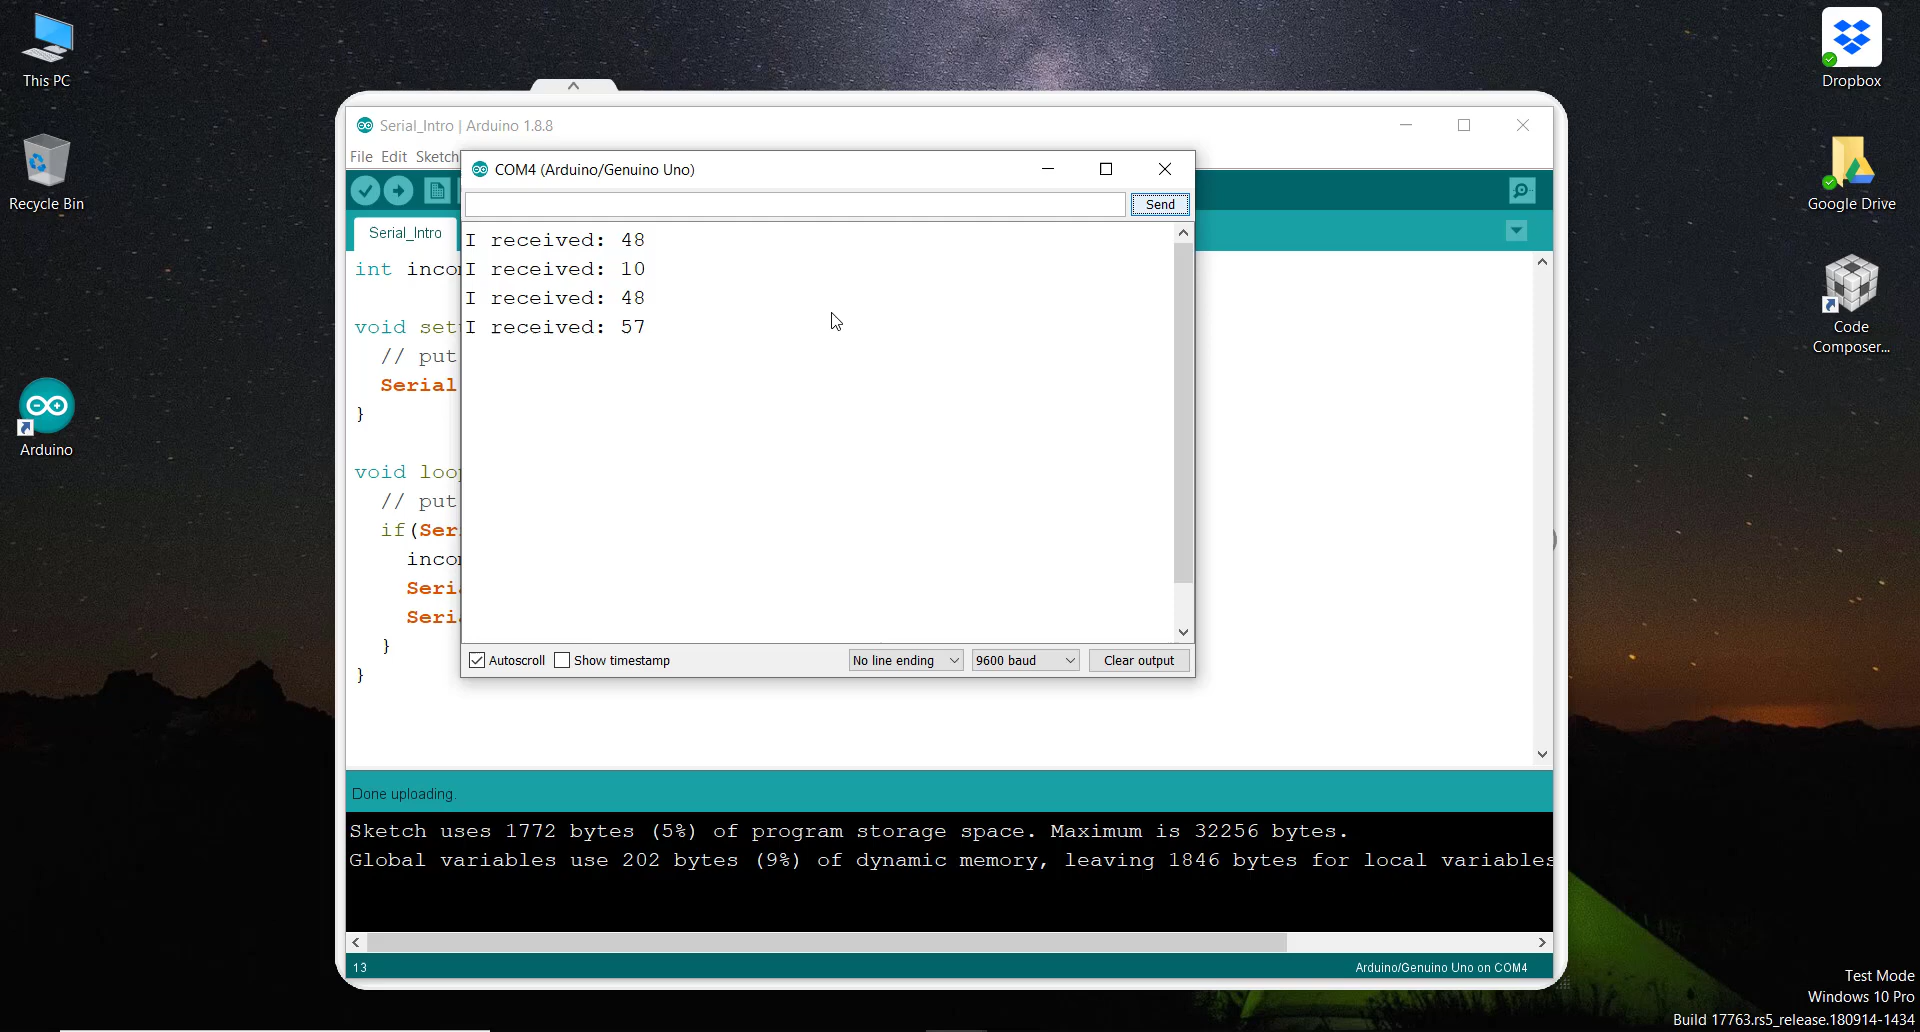 This PC
Recycle Bin
Arduino
Dropbox
Google Drive
Code
Composer...
Serial_Intro | Arduino 1.8.8
File Edit Sketch
COM4 (Arduino/Genuino Uno)
Send
Serial_Intro
I received: 48
I received: 10
I received: 48
I received: 57
int incom
void set
// put
Serial
}
void loop
// put
if(Ser
incom
Seri
Seri
}
}
Autoscroll
Show timestamp
No line ending
9600 baud
Clear output
Done uploading.
Sketch uses 1772 bytes (5%) of program storage space. Maximum is 32256 bytes.
Global variables use 202 bytes (9%) of dynamic memory, leaving 1846 bytes for local variables
13
Arduino/Genuino Uno on COM4
Test Mode
Windows 10 Pro
Build 17763.rs5_release.180914-1434